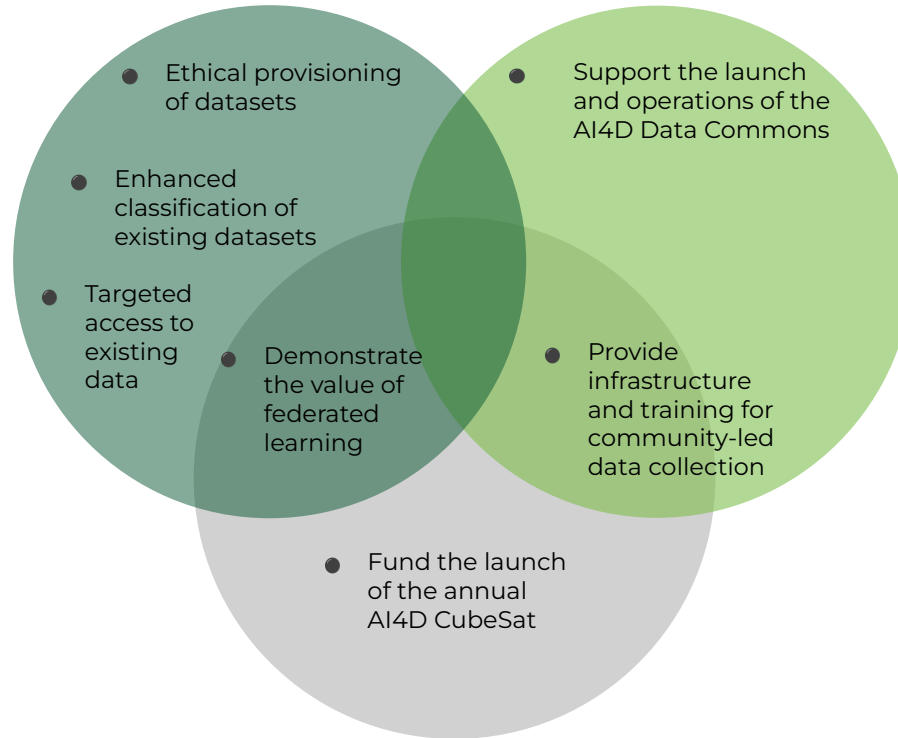 Ethical provisioning
of datasets
Enhanced
classification of
existing datasets
Targeted
access to
existing
data
Demonstrate
the value of
federated
learning
Support the launch
and operations of the
AI4D Data Commons
Provide
infrastructure
and training for
community-led
data collection
Fund the launch
of the annual
AI4D CubeSat